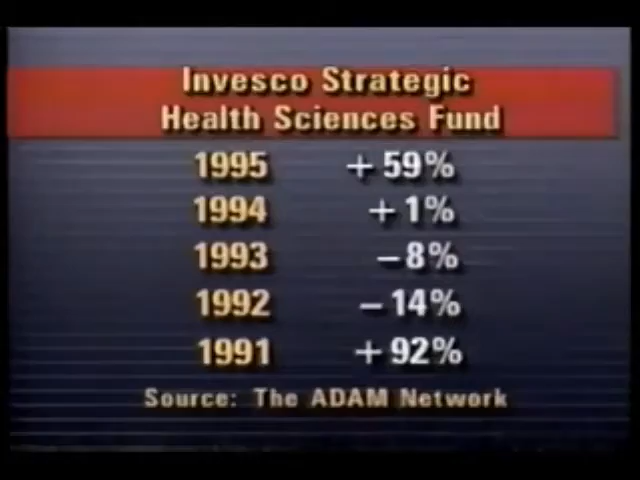 Invesco Strategic
Health Sciences Fund
1995 +59%
1994 +1%
1993 -8%
1992 -14%
1991 +92%
Source: The ADAM Network